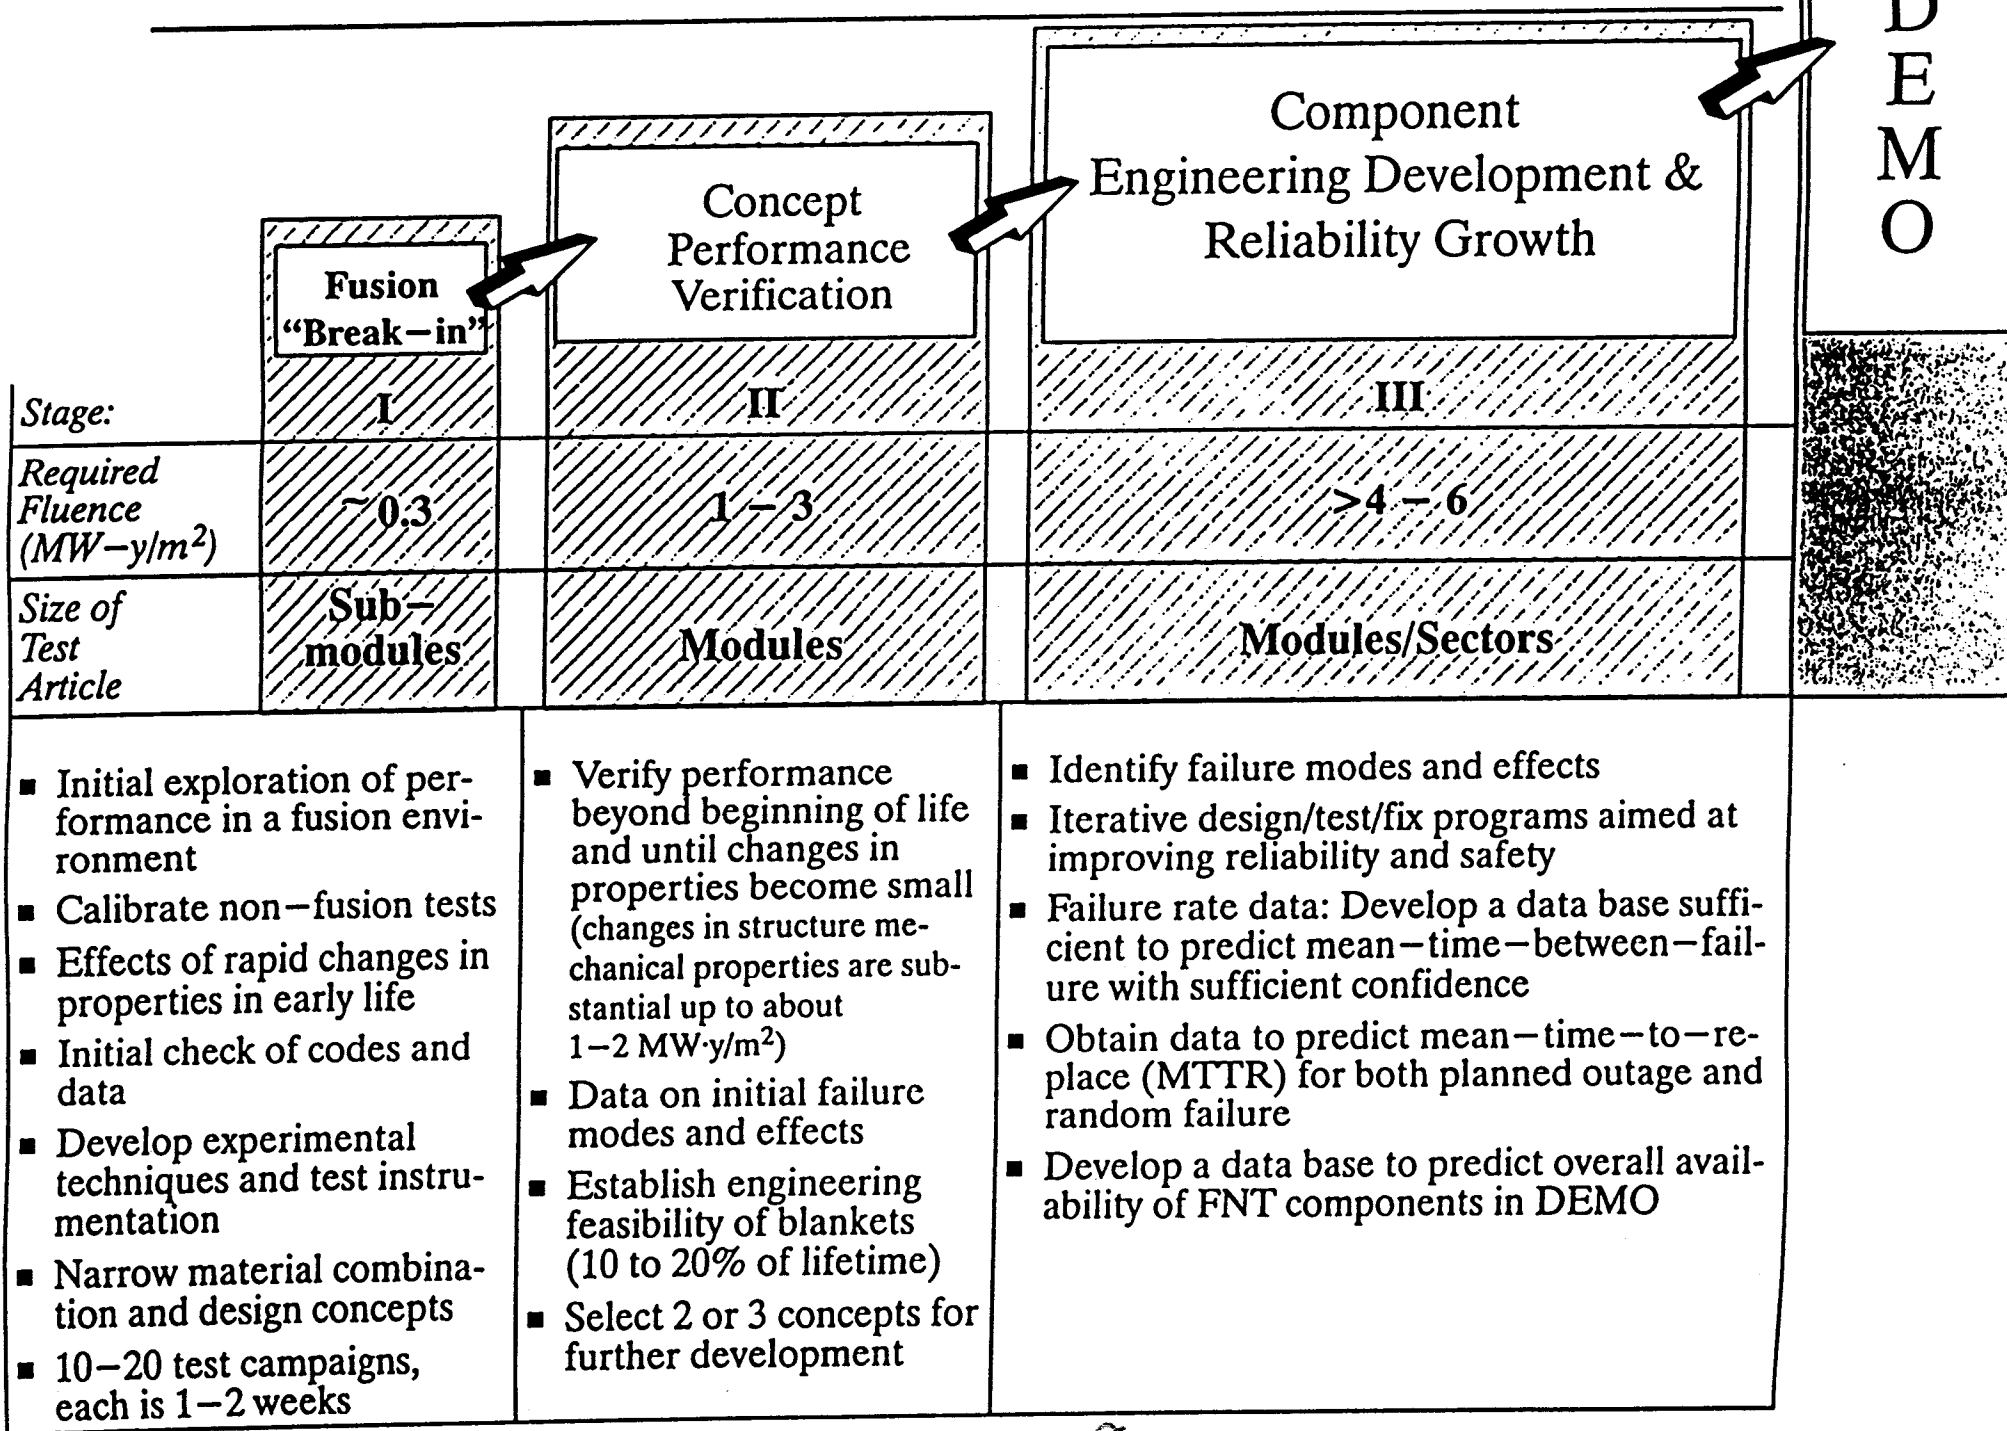 D
E
M
O
Component
Engineering Development &
Reliability Growth
Concept
Performance
Verification
Fusion
“Break–in”
Stage:
I
II
III
Required
Fluence
(MW–y/m²)
~0.3
1 – 3
>4 – 6
Size of
Test
Article
Sub–
modules
Modules
Modules/Sectors
▪ Initial exploration of per-
formance in a fusion envi-
ronment
▪ Calibrate non–fusion tests
▪ Effects of rapid changes in
properties in early life
▪ Initial check of codes and
data
▪ Develop experimental
techniques and test instru-
mentation
▪ Narrow material combina-
tion and design concepts
▪ 10–20 test campaigns,
each is 1–2 weeks
▪ Verify performance
beyond beginning of life
and until changes in
properties become small
(changes in structure me-
chanical properties are sub-
stantial up to about
1–2 MW·y/m²)
▪ Data on initial failure
modes and effects
▪ Establish engineering
feasibility of blankets
(10 to 20% of lifetime)
▪ Select 2 or 3 concepts for
further development
▪ Identify failure modes and effects
▪ Iterative design/test/fix programs aimed at
improving reliability and safety
▪ Failure rate data: Develop a data base suffi-
cient to predict mean–time–between–fail-
ure with sufficient confidence
▪ Obtain data to predict mean–time–to–re-
place (MTTR) for both planned outage and
random failure
▪ Develop a data base to predict overall avail-
ability of FNT components in DEMO